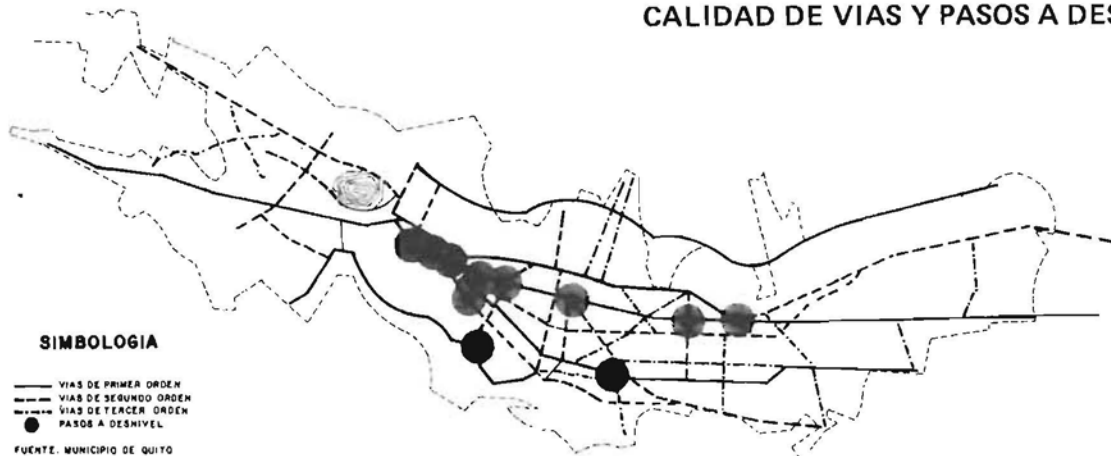 CALIDAD DE VIAS Y PASOS A DES
SIMBOLOGIA
VIAS DE PRIMER ORDEN
VIAS DE SEGUNDO ORDEN
VIAS DE TERCER ORDEN
PASOS A DESNIVEL
FUENTE. MUNICIPIO DE QUITO